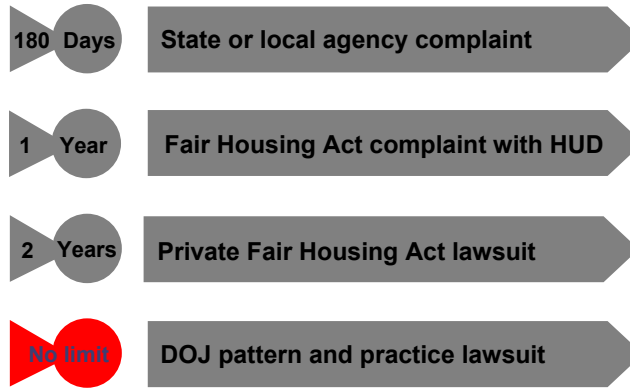 180 Days State or local agency complaint
1 Year Fair Housing Act complaint with HUD
2 Years Private Fair Housing Act lawsuit
No limit DOJ pattern and practice lawsuit